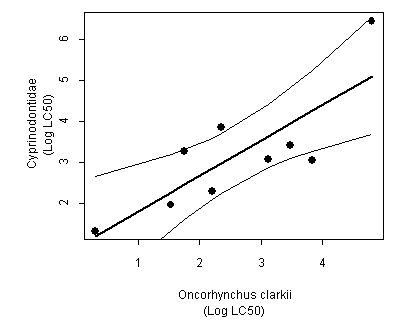 6
5
4
3
2
Cyprinodontidae
(Log LC50)
1 2 3 4
Oncorhynchus clarkii
(Log LC50)